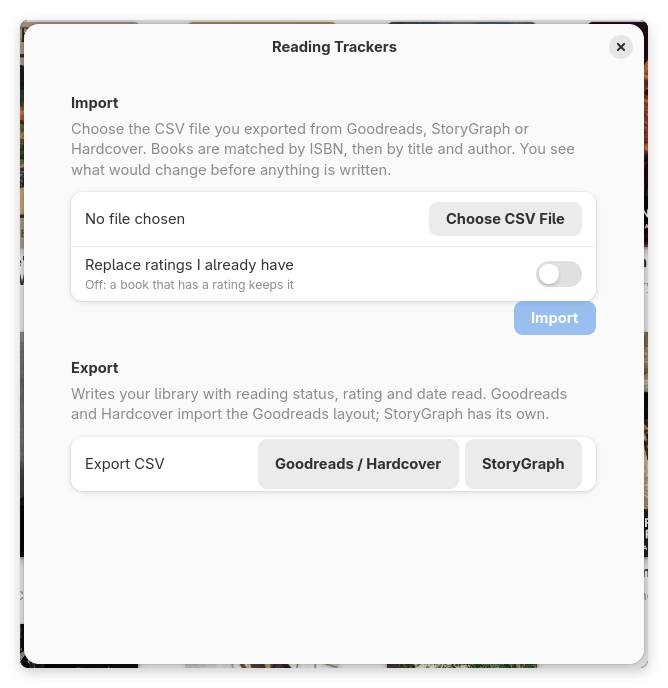 Reading Trackers
Import
Choose the CSV file you exported from Goodreads, StoryGraph or
Hardcover. Books are matched by ISBN, then by title and author. You see
what would change before anything is written.
No file chosen
Choose CSV File
Replace ratings I already have
Off: a book that has a rating keeps it
Import
Export
Writes your library with reading status, rating and date read. Goodreads
and Hardcover import the Goodreads layout; StoryGraph has its own.
Export CSV
Goodreads / Hardcover
StoryGraph